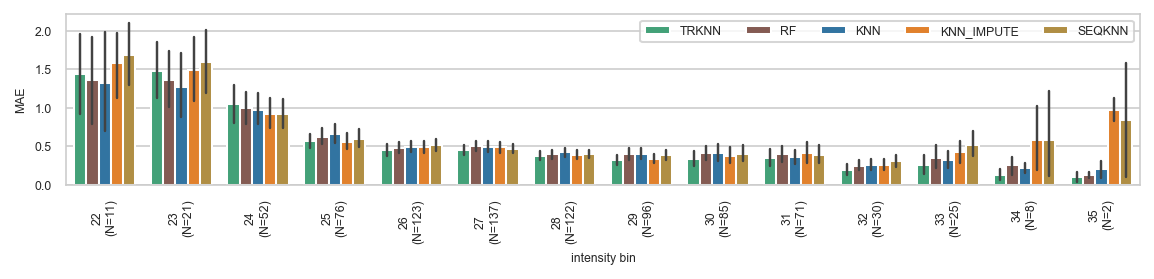 TRKNN RF KNN KNN_IMPUTE SEQKNN
MAE
2.0
1.5
1.0
0.5
0.0
22
(N=11)
23
(N=21)
24
(N=52)
25
(N=76)
26
(N=123)
27
(N=137)
28
(N=122)
29
(N=96)
30
(N=85)
31
(N=71)
32
(N=30)
33
(N=25)
34
(N=8)
35
(N=2)
intensity bin